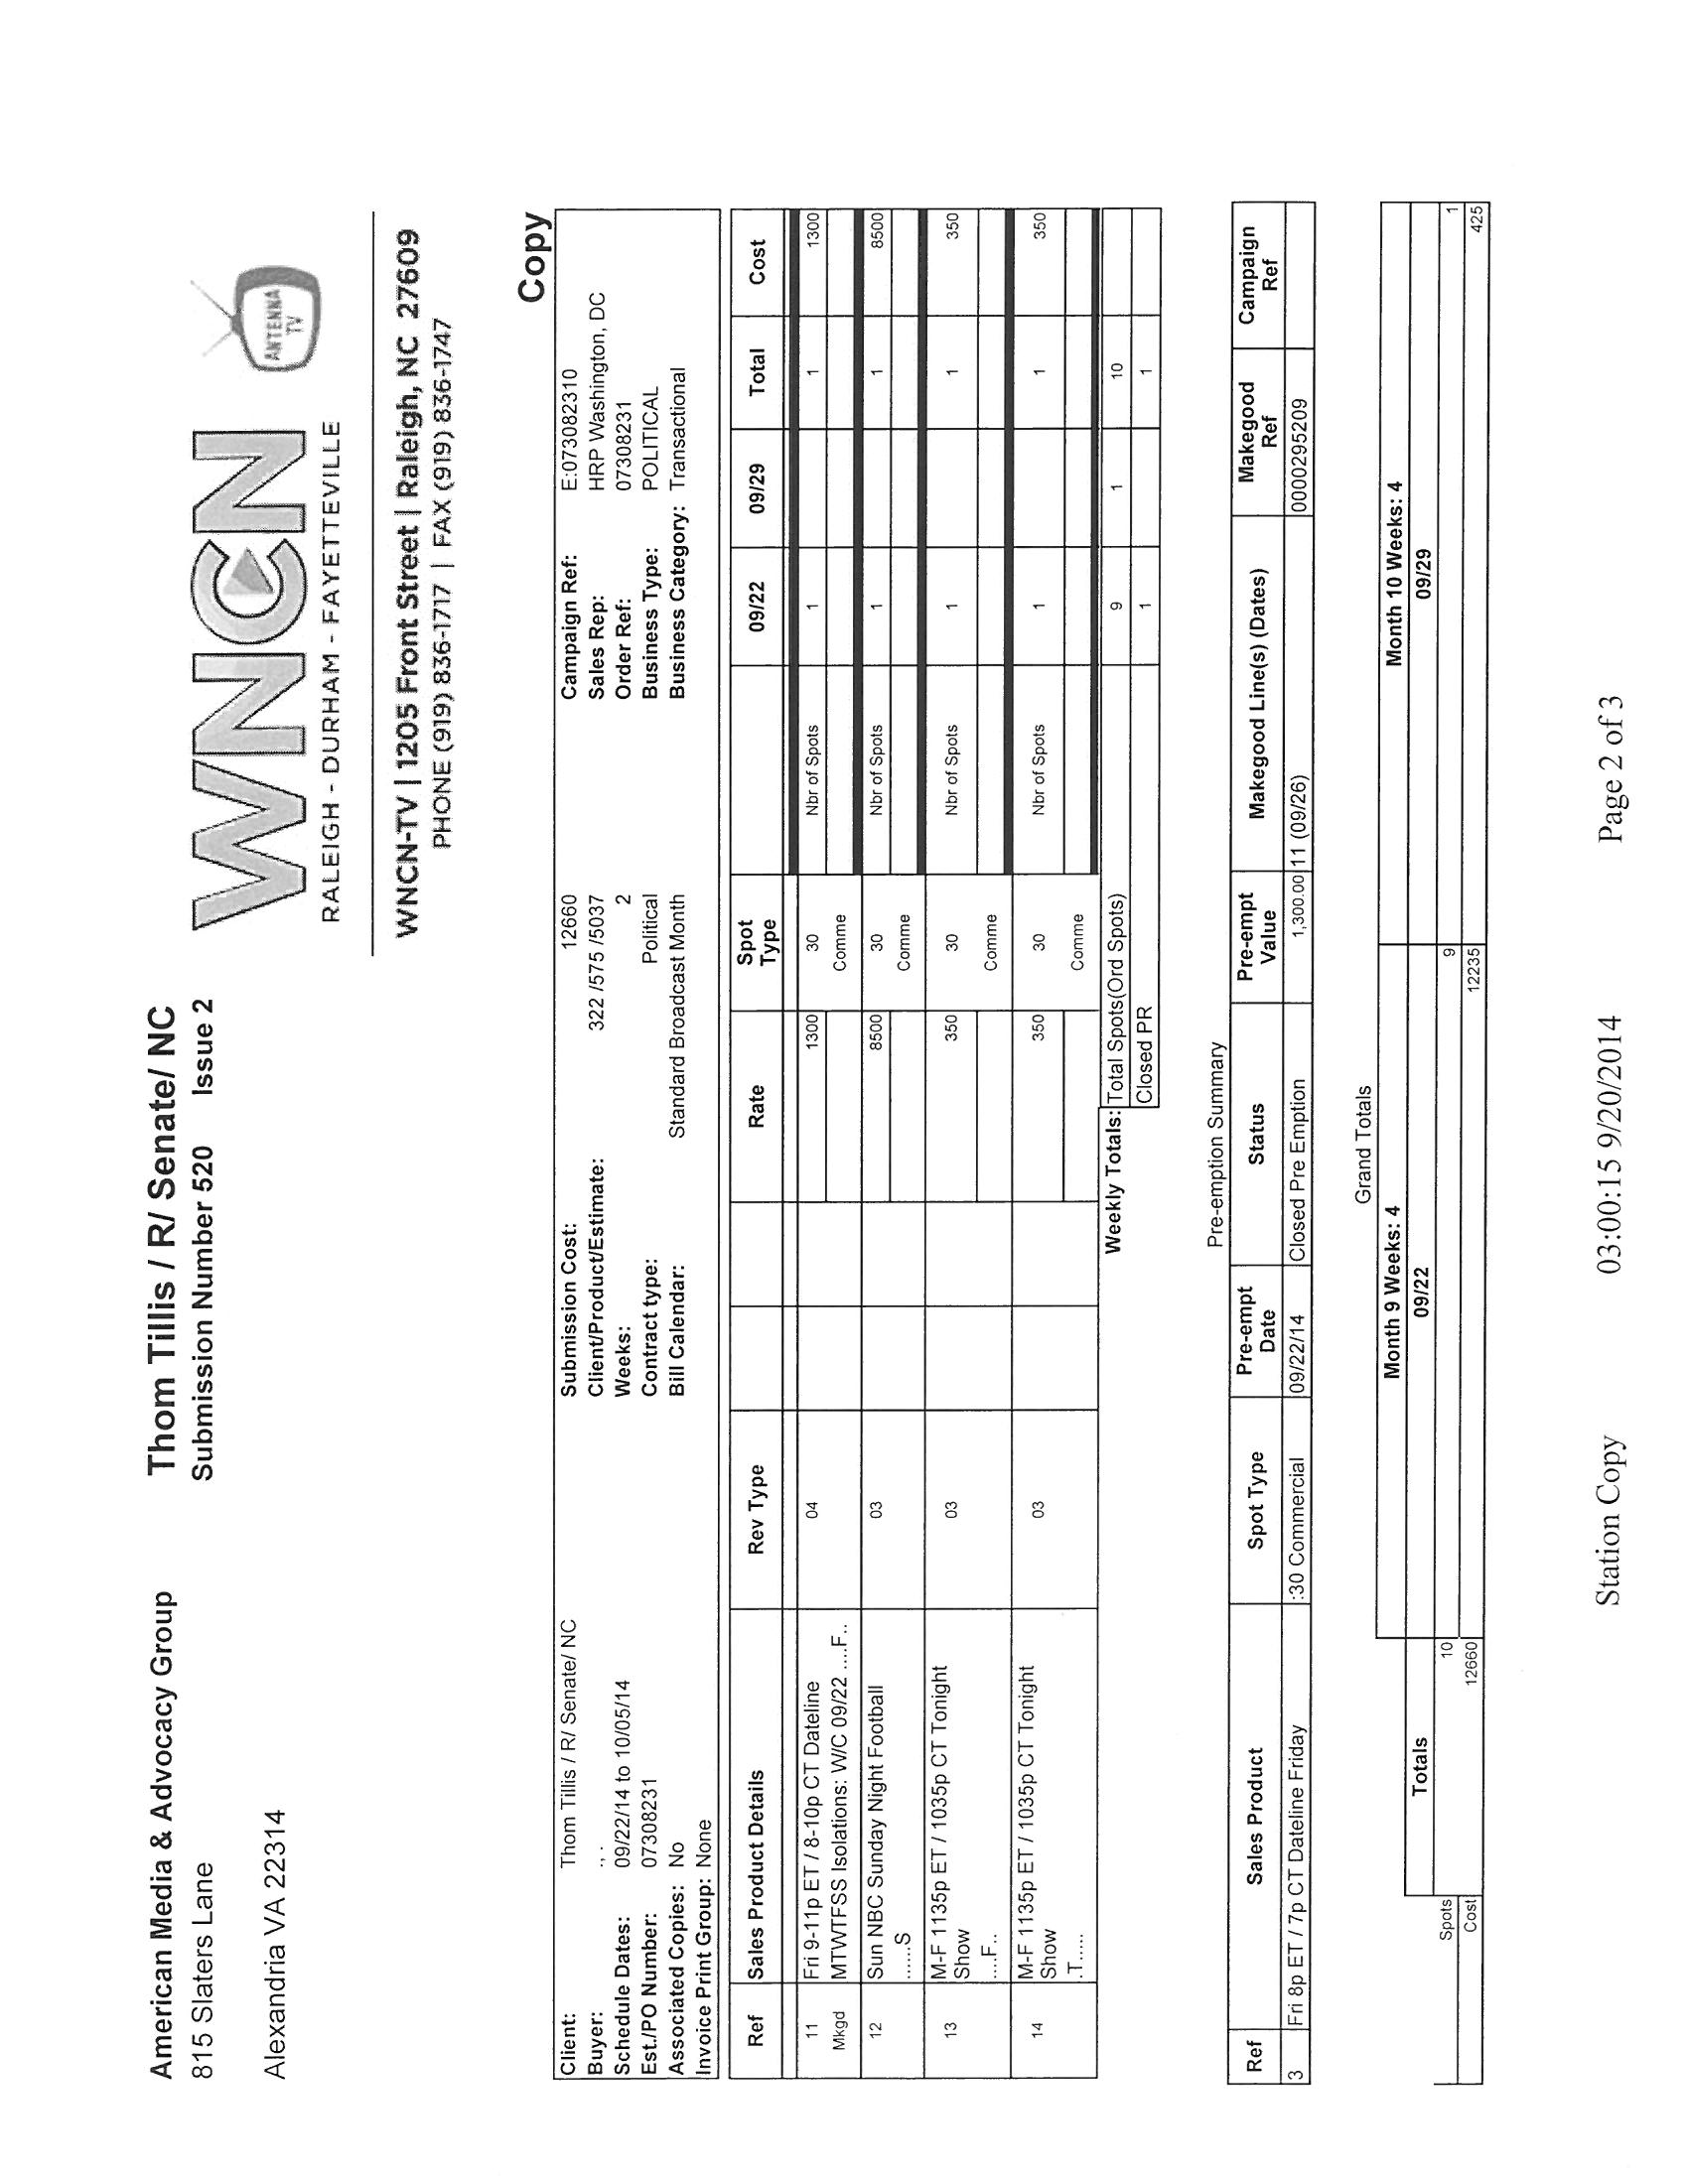 American Media & Advocacy Group
815 Slaters Lane
Alexandria VA 22314
Thom Tillis / R/ Senate/ NC
Submission Number 520 Issue 2
WNCN
RALEIGH - DURHAM - FAYETTEVILLE
ANTENNA TV
WNCN-TV | 1205 Front Street | Raleigh, NC 27609
PHONE (919) 836-1717 | FAX (919) 836-1747
Copy
Client: Thom Tillis / R/ Senate/ NC Submission Cost: 12660 Campaign Ref: E:073082310
Buyer: ., . Client/Product/Estimate: 322 /575 /5037 Sales Rep: HRP Washington, DC
Schedule Dates: 09/22/14 to 10/05/14 Weeks: 2 Order Ref: 07308231
Est./PO Number: 07308231 Contract type: Political Business Type: POLITICAL
Associated Copies: No Bill Calendar: Standard Broadcast Month Business Category: Transactional
Invoice Print Group: None
Ref Sales Product Details Rev Type Rate Spot Type 09/22 09/29 Total Cost
11 Fri 9-11p ET / 8-10p CT Dateline 04 1300 30 Nbr of Spots 1 1 1300
Mkgd MTWTFSS Isolations: W/C 09/22 ....F.. Comme
12 Sun NBC Sunday Night Football 03 8500 30 Nbr of Spots 1 1 8500
......S Comme
13 M-F 1135p ET / 1035p CT Tonight 03 350 30 Nbr of Spots 1 1 350
Show
....F.. Comme
14 M-F 1135p ET / 1035p CT Tonight 03 350 30 Nbr of Spots 1 1 350
Show
.T..... Comme
Weekly Totals: Total Spots(Ord Spots) 9 1 10
Closed PR 1 1
Pre-emption Summary
Ref Sales Product Spot Type Pre-empt Date Status Pre-empt Value Makegood Line(s) (Dates) Makegood Ref Campaign Ref
3 Fri 8p ET / 7p CT Dateline Friday :30 Commercial 09/22/14 Closed Pre Emption 1,300.00 11 (09/26) 0000295209
Grand Totals
Month 9 Weeks: 4 Month 10 Weeks: 4
Totals 09/22 09/29
Spots 10 9 1
Cost 12660 12235 425
Station Copy 03:00:15 9/20/2014 Page 2 of 3